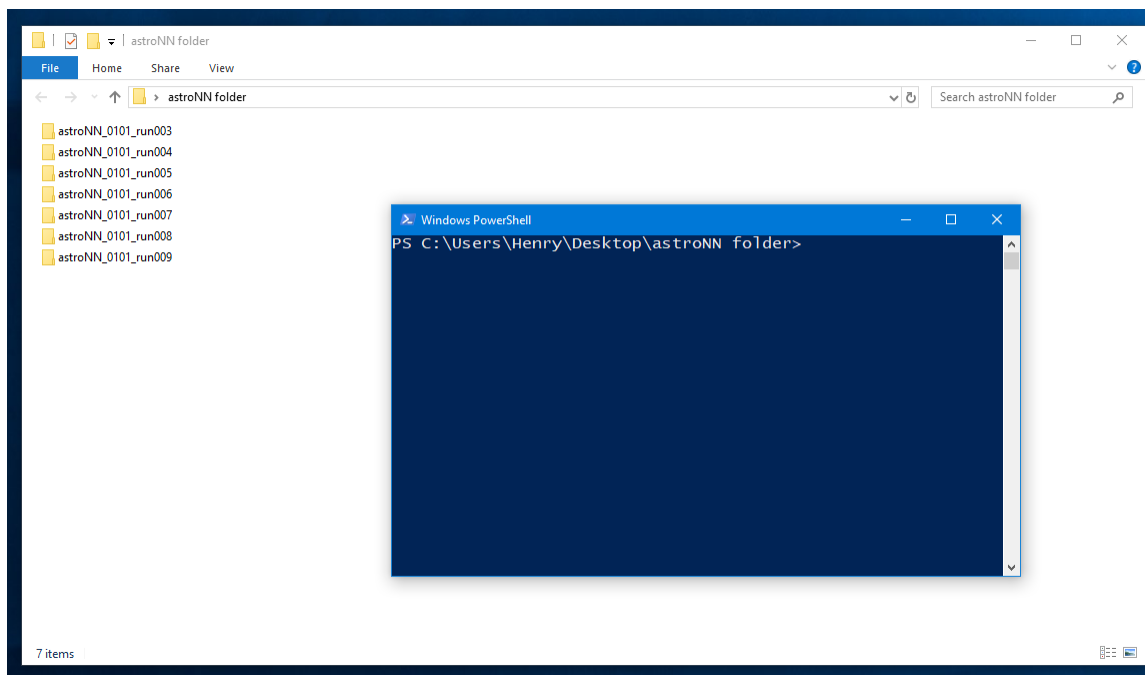 astroNN folder
File Home Share View
astroNN folder Search astroNN folder
astroNN_0101_run003
astroNN_0101_run004
astroNN_0101_run005
astroNN_0101_run006
astroNN_0101_run007
astroNN_0101_run008
astroNN_0101_run009
Windows PowerShell
PS C:\Users\Henry\Desktop\astroNN folder>
7 items